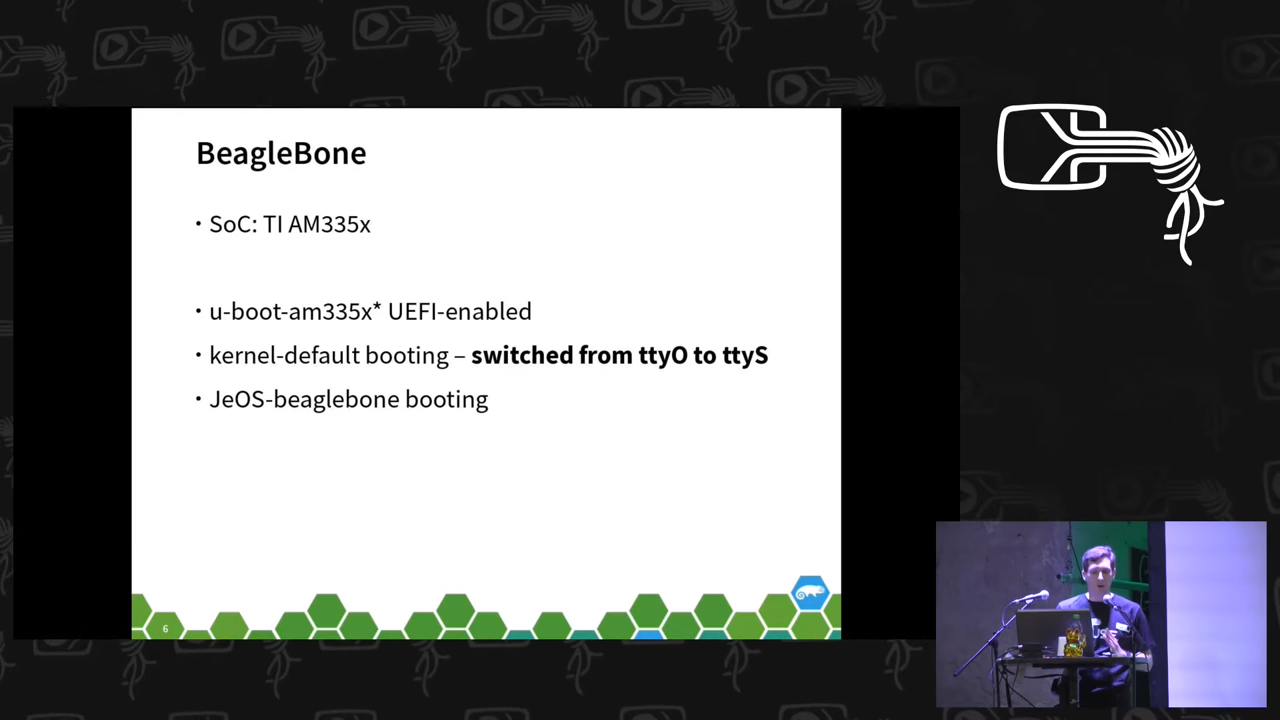 BeagleBone
• SoC: TI AM335x
• u-boot-am335x* UEFI-enabled
• kernel-default booting – switched from ttyO to ttyS
• JeOS-beaglebone booting
6